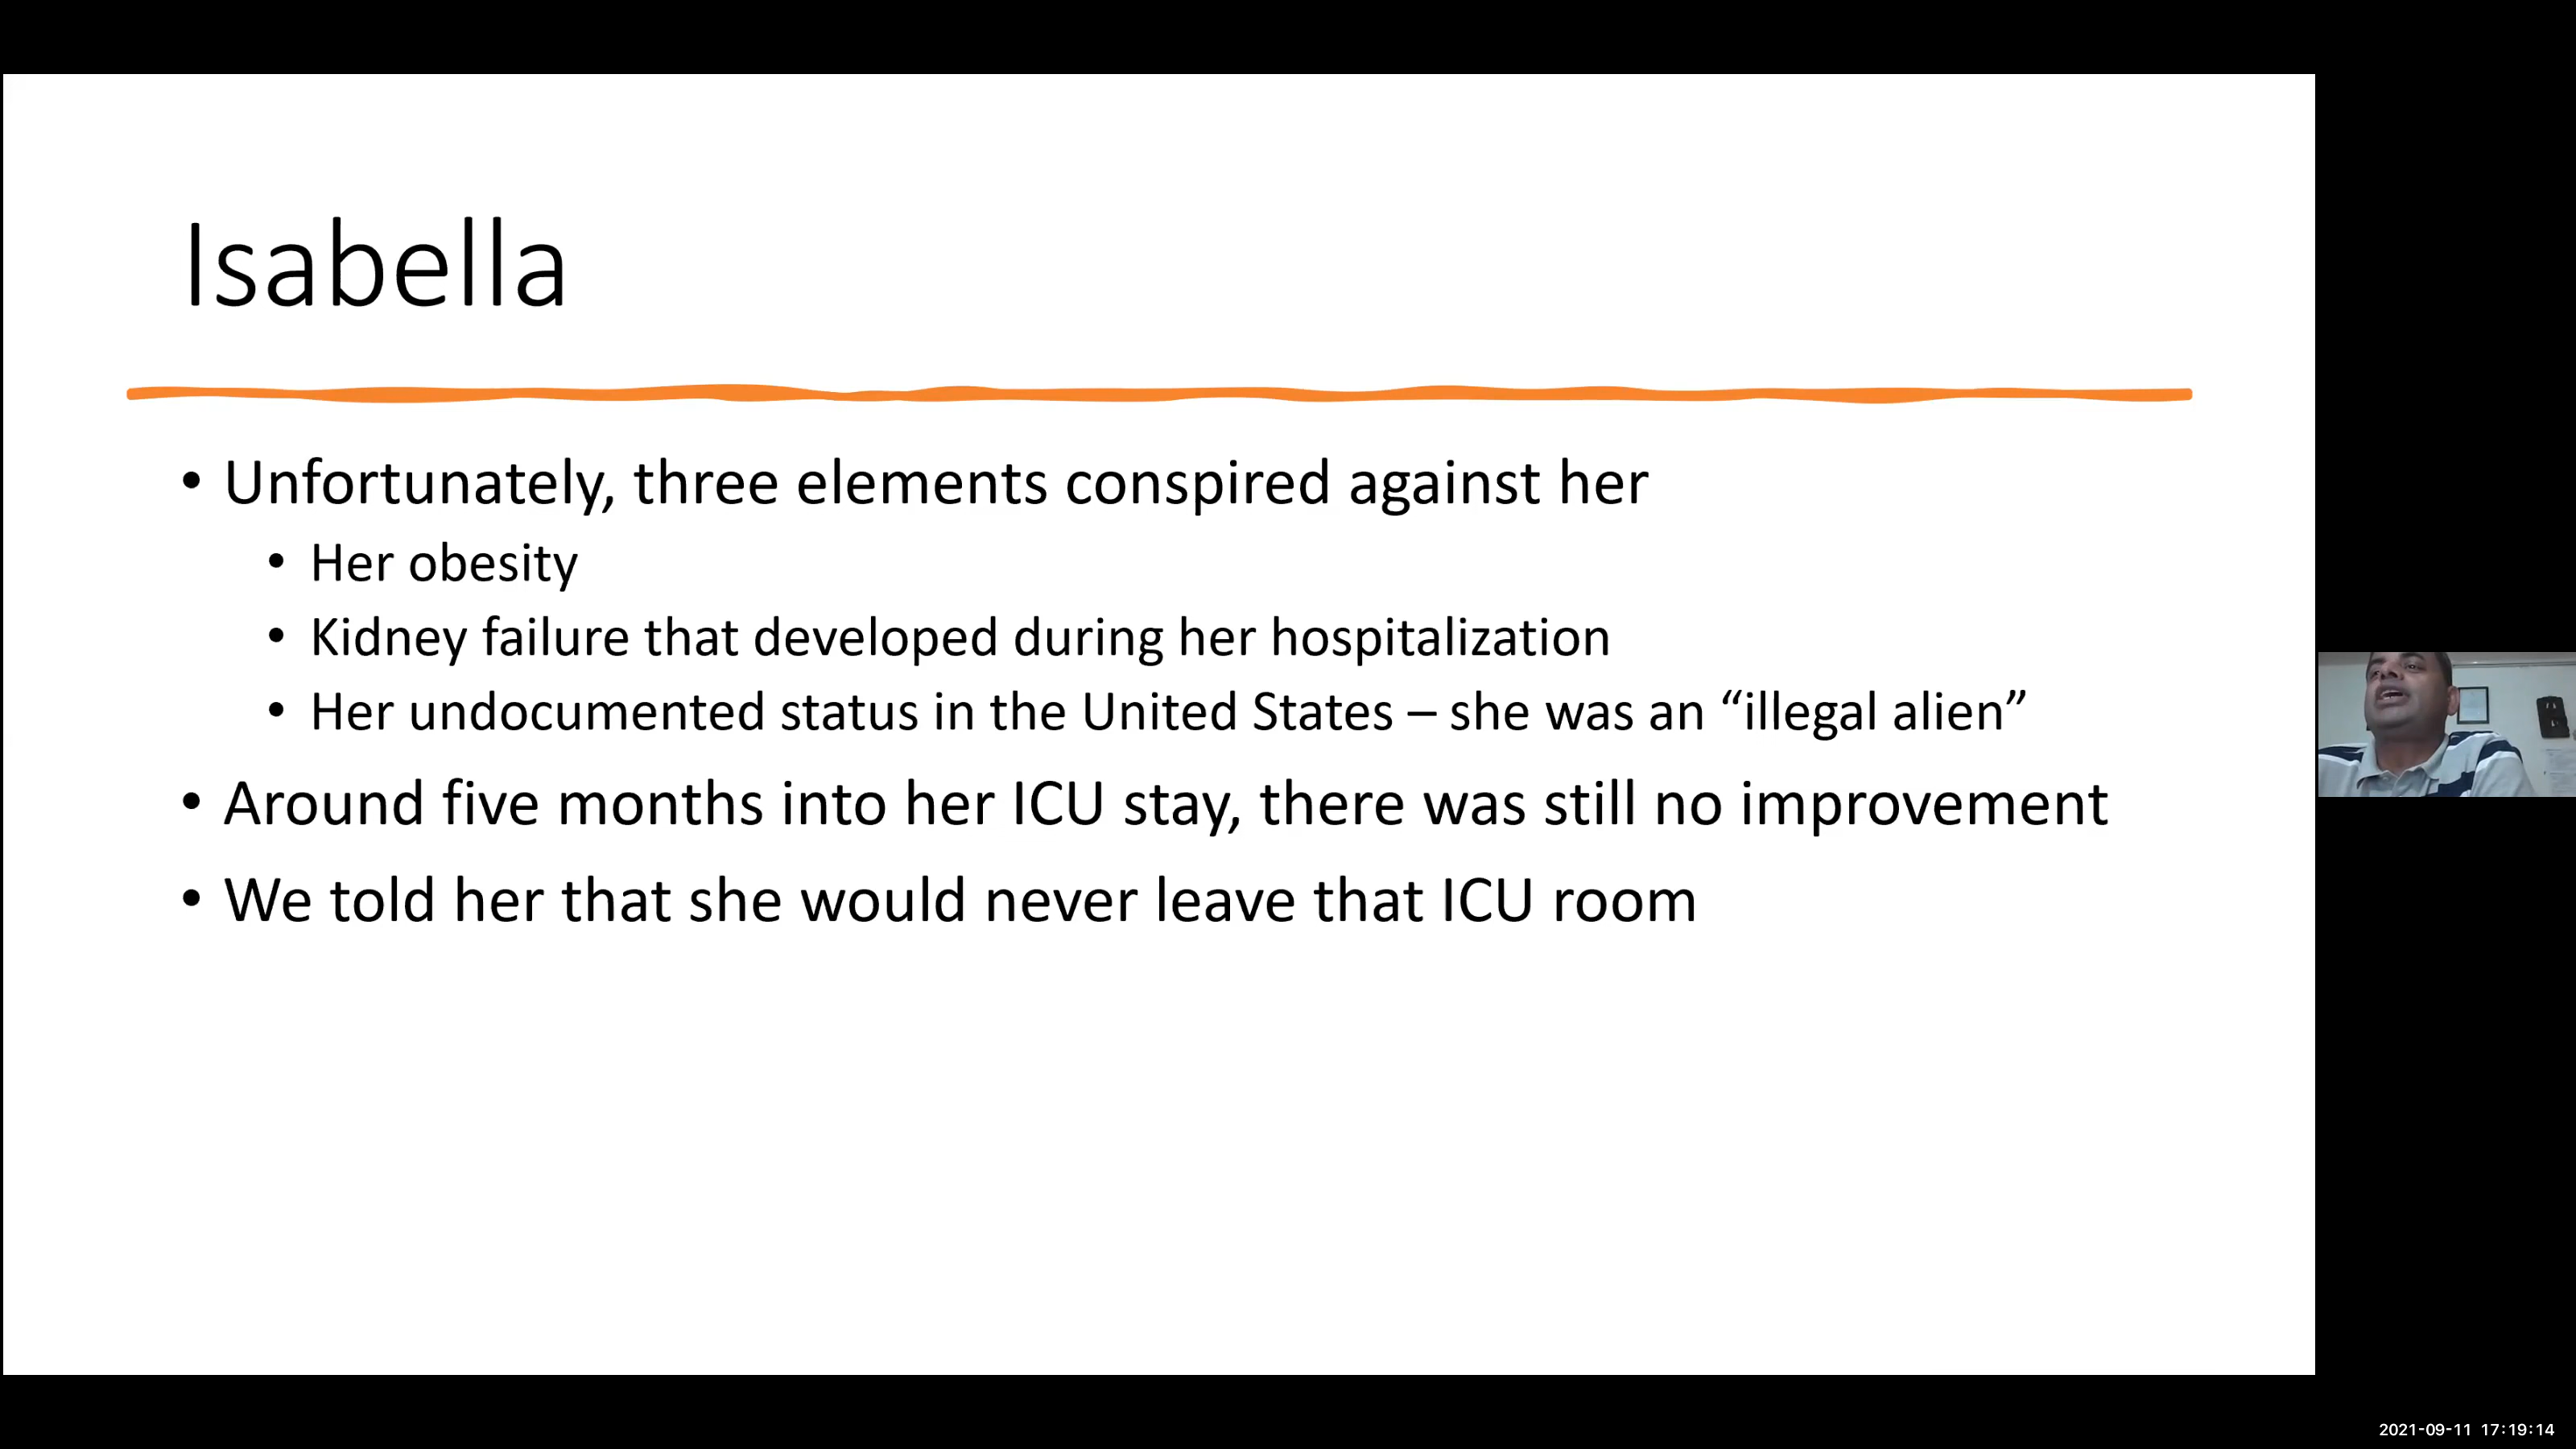 Isabella
• Unfortunately, three elements conspired against her
• Her obesity
• Kidney failure that developed during her hospitalization
• Her undocumented status in the United States – she was an “illegal alien”
• Around five months into her ICU stay, there was still no improvement
• We told her that she would never leave that ICU room
2021-09-11 17:19:14